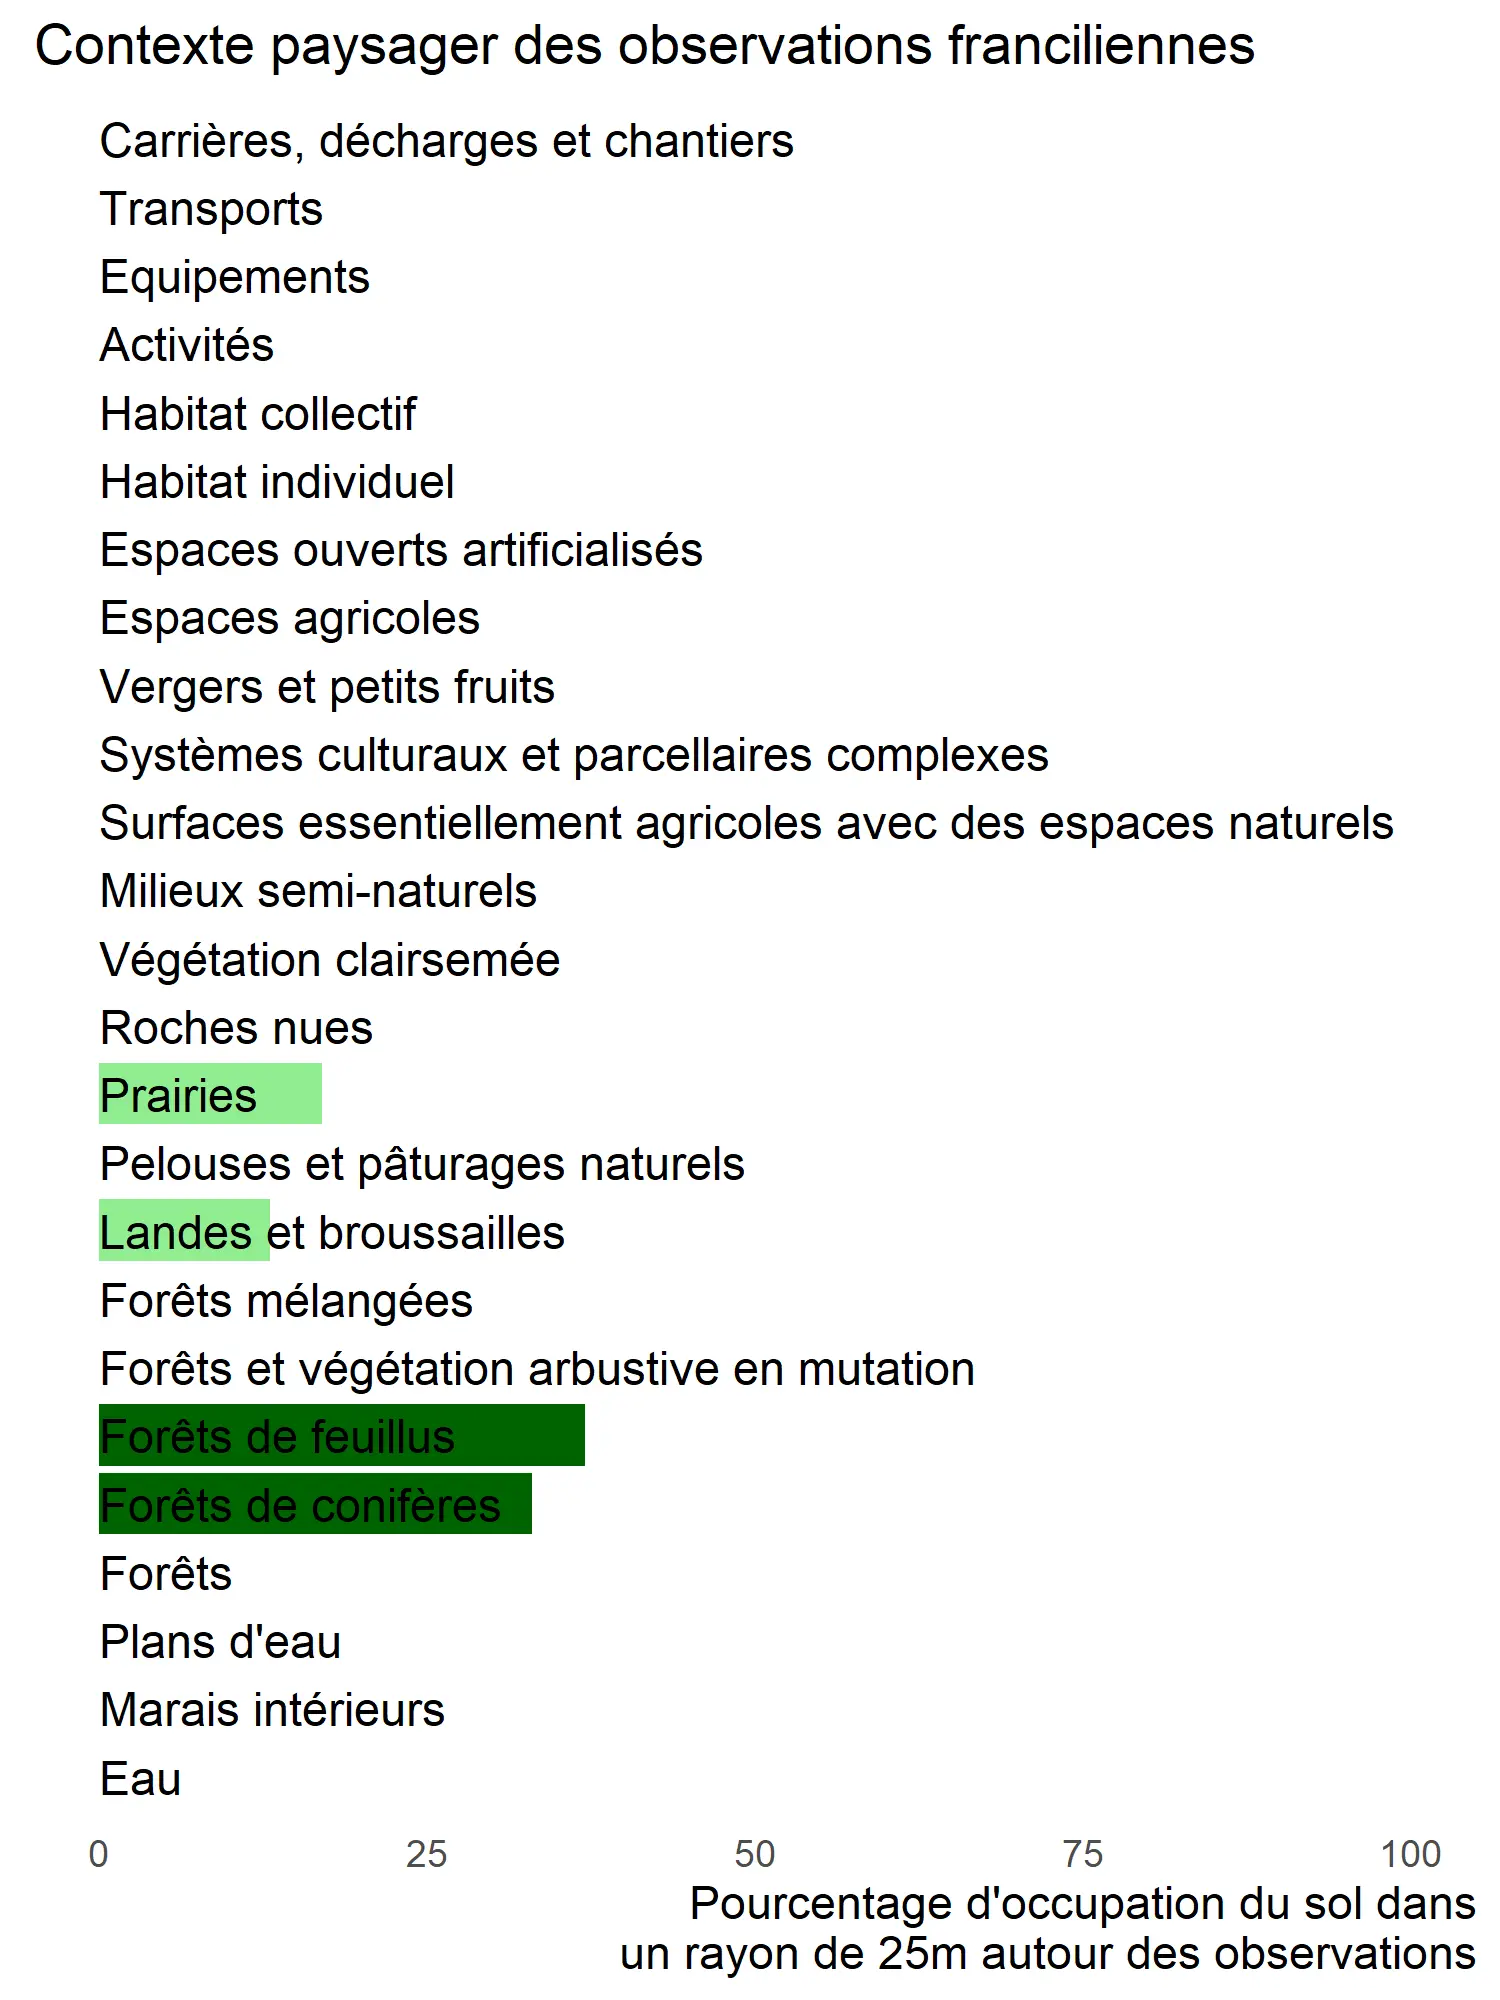 Contexte paysager des observations franciliennes
Carrières, décharges et chantiers
Transports
Equipements
Activités
Habitat collectif
Habitat individuel
Espaces ouverts artificialisés
Espaces agricoles
Vergers et petits fruits
Systèmes culturaux et parcellaires complexes
Surfaces essentiellement agricoles avec des espaces naturels
Milieux semi-naturels
Végétation clairsemée
Roches nues
Prairies
Pelouses et pâturages naturels
Landes et broussailles
Forêts mélangées
Forêts et végétation arbustive en mutation
Forêts de feuillus
Forêts de conifères
Forêts
Plans d'eau
Marais intérieurs
Eau
0 25 50 75 100
Pourcentage d'occupation du sol dans
un rayon de 25m autour des observations